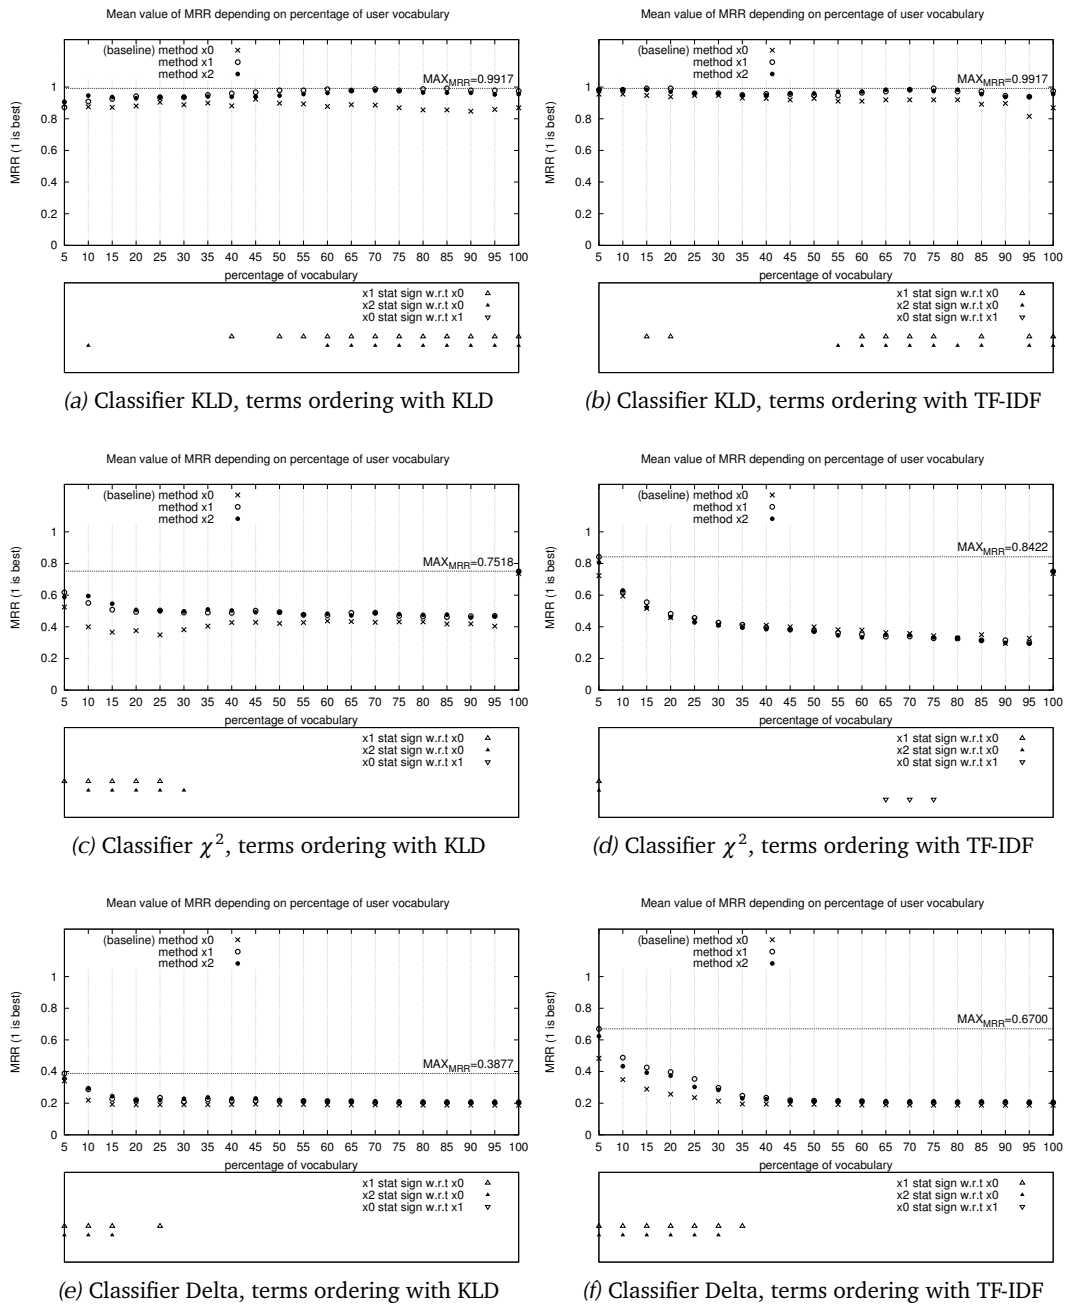 Mean value of MRR depending on percentage of user vocabulary
(baseline) method x0
method x1
method x2
MAX_MRR=0.9917
MRR (1 is best)
1
0.8
0.6
0.4
0.2
0
5 10 15 20 25 30 35 40 45 50 55 60 65 70 75 80 85 90 95 100
percentage of vocabulary
x1 stat sign w.r.t x0
x2 stat sign w.r.t x0
x0 stat sign w.r.t x1
(a) Classifier KLD, terms ordering with KLD
Mean value of MRR depending on percentage of user vocabulary
(baseline) method x0
method x1
method x2
MAX_MRR=0.9917
MRR (1 is best)
1
0.8
0.6
0.4
0.2
0
5 10 15 20 25 30 35 40 45 50 55 60 65 70 75 80 85 90 95 100
percentage of vocabulary
x1 stat sign w.r.t x0
x2 stat sign w.r.t x0
x0 stat sign w.r.t x1
(b) Classifier KLD, terms ordering with TF-IDF
Mean value of MRR depending on percentage of user vocabulary
(baseline) method x0
method x1
method x2
MAX_MRR=0.7518
MRR (1 is best)
1
0.8
0.6
0.4
0.2
0
5 10 15 20 25 30 35 40 45 50 55 60 65 70 75 80 85 90 95 100
percentage of vocabulary
x1 stat sign w.r.t x0
x2 stat sign w.r.t x0
x0 stat sign w.r.t x1
(c) Classifier χ², terms ordering with KLD
Mean value of MRR depending on percentage of user vocabulary
(baseline) method x0
method x1
method x2
MAX_MRR=0.8422
MRR (1 is best)
1
0.8
0.6
0.4
0.2
0
5 10 15 20 25 30 35 40 45 50 55 60 65 70 75 80 85 90 95 100
percentage of vocabulary
x1 stat sign w.r.t x0
x2 stat sign w.r.t x0
x0 stat sign w.r.t x1
(d) Classifier χ², terms ordering with TF-IDF
Mean value of MRR depending on percentage of user vocabulary
(baseline) method x0
method x1
method x2
MAX_MRR=0.3877
MRR (1 is best)
1
0.8
0.6
0.4
0.2
0
5 10 15 20 25 30 35 40 45 50 55 60 65 70 75 80 85 90 95 100
percentage of vocabulary
x1 stat sign w.r.t x0
x2 stat sign w.r.t x0
x0 stat sign w.r.t x1
(e) Classifier Delta, terms ordering with KLD
Mean value of MRR depending on percentage of user vocabulary
(baseline) method x0
method x1
method x2
MAX_MRR=0.6700
MRR (1 is best)
1
0.8
0.6
0.4
0.2
0
5 10 15 20 25 30 35 40 45 50 55 60 65 70 75 80 85 90 95 100
percentage of vocabulary
x1 stat sign w.r.t x0
x2 stat sign w.r.t x0
x0 stat sign w.r.t x1
(f) Classifier Delta, terms ordering with TF-IDF